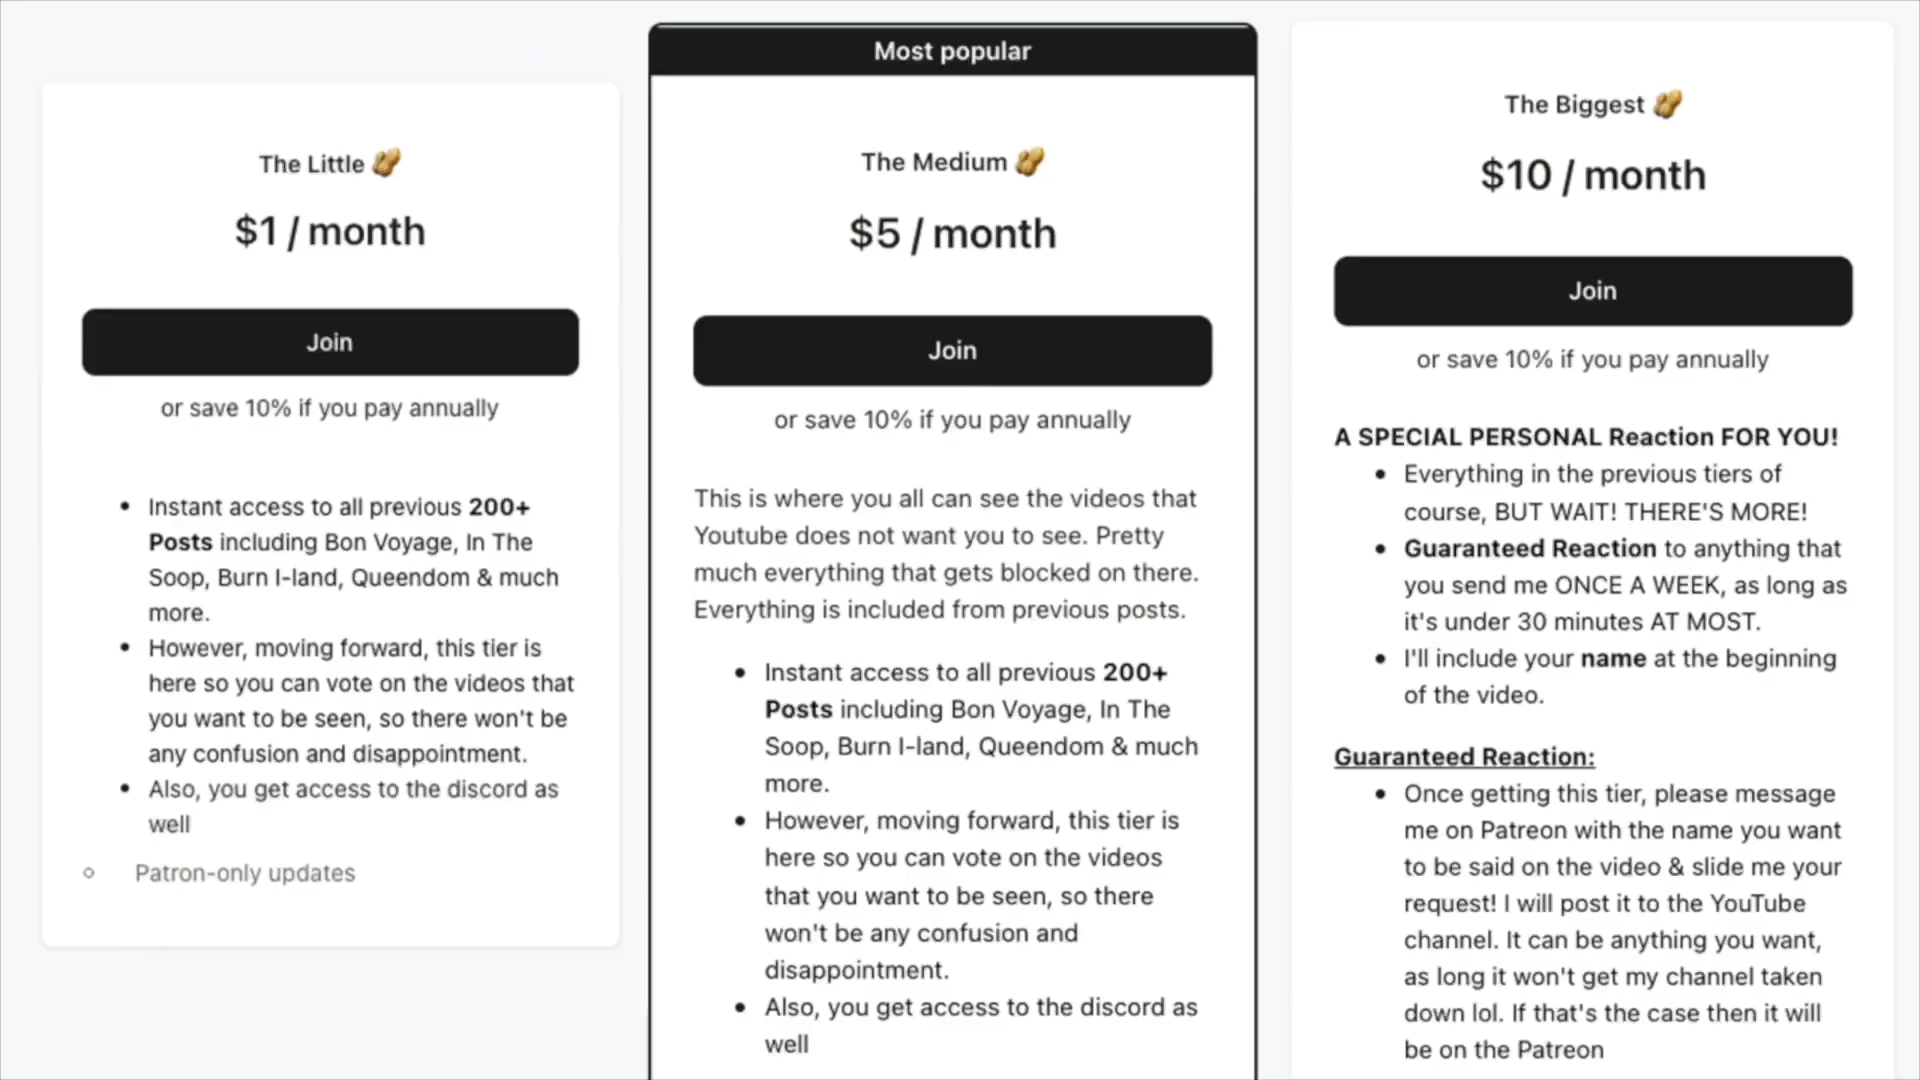 The Little 🥜
$1 / month
Join
or save 10% if you pay annually
• Instant access to all previous 200+
Posts including Bon Voyage, In The
Soop, Burn I-land, Queendom & much
more.
• However, moving forward, this tier is
here so you can vote on the videos that
you want to be seen, so there won't be
any confusion and disappointment.
• Also, you get access to the discord as
well
○ Patron-only updates
Most popular
The Medium 🥜
$5 / month
Join
or save 10% if you pay annually
This is where you all can see the videos that
Youtube does not want you to see. Pretty
much everything that gets blocked on there.
Everything is included from previous posts.
• Instant access to all previous 200+
Posts including Bon Voyage, In The
Soop, Burn I-land, Queendom & much
more.
• However, moving forward, this tier is
here so you can vote on the videos
that you want to be seen, so there
won't be any confusion and
disappointment.
• Also, you get access to the discord as
well
The Biggest 🥜
$10 / month
Join
or save 10% if you pay annually
A SPECIAL PERSONAL Reaction FOR YOU!
• Everything in the previous tiers of
course, BUT WAIT! THERE'S MORE!
• Guaranteed Reaction to anything that
you send me ONCE A WEEK, as long as
it's under 30 minutes AT MOST.
• I'll include your name at the beginning
of the video.
Guaranteed Reaction:
• Once getting this tier, please message
me on Patreon with the name you want
to be said on the video & slide me your
request! I will post it to the YouTube
channel. It can be anything you want,
as long it won't get my channel taken
down lol. If that's the case then it will
be on the Patreon